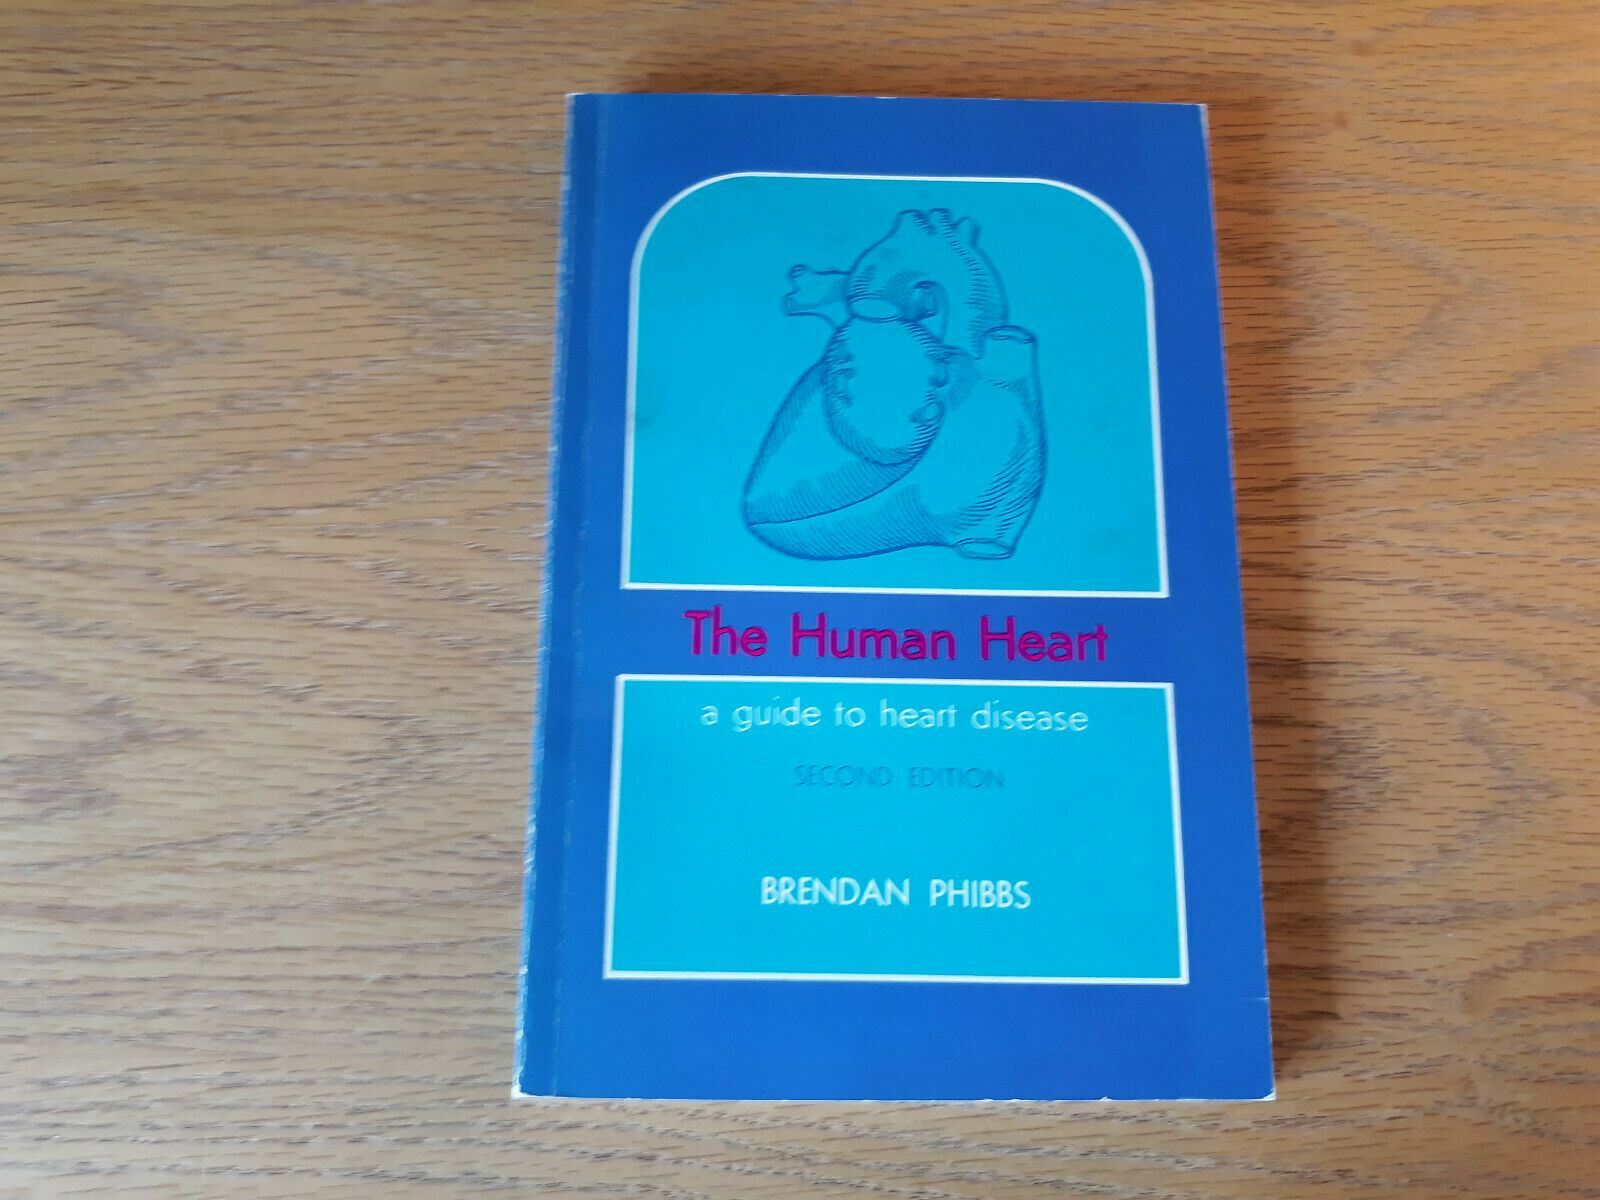 The Human Heart
a guide to heart disease
SECOND EDITION
BRENDAN PHIBBS